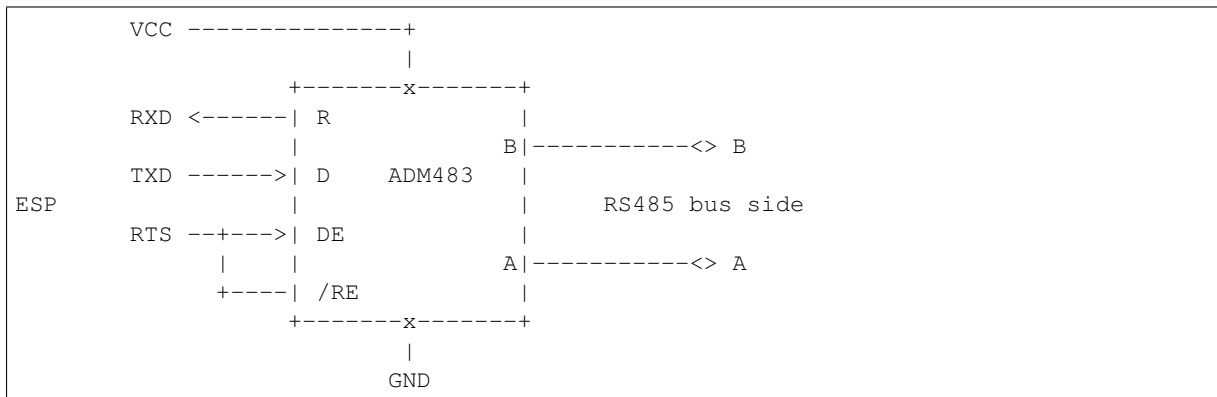 VCC ---------------+
                           |
                   +-------x-------+
        RXD <------| R             |
                   |              B|-----------<> B
        TXD ------>| D    ADM483   |
ESP                |               |     RS485 bus side
        RTS --+--->| DE            |
              |    |              A|-----------<> A
              +----| /RE           |
                   +-------x-------+
                           |
                          GND